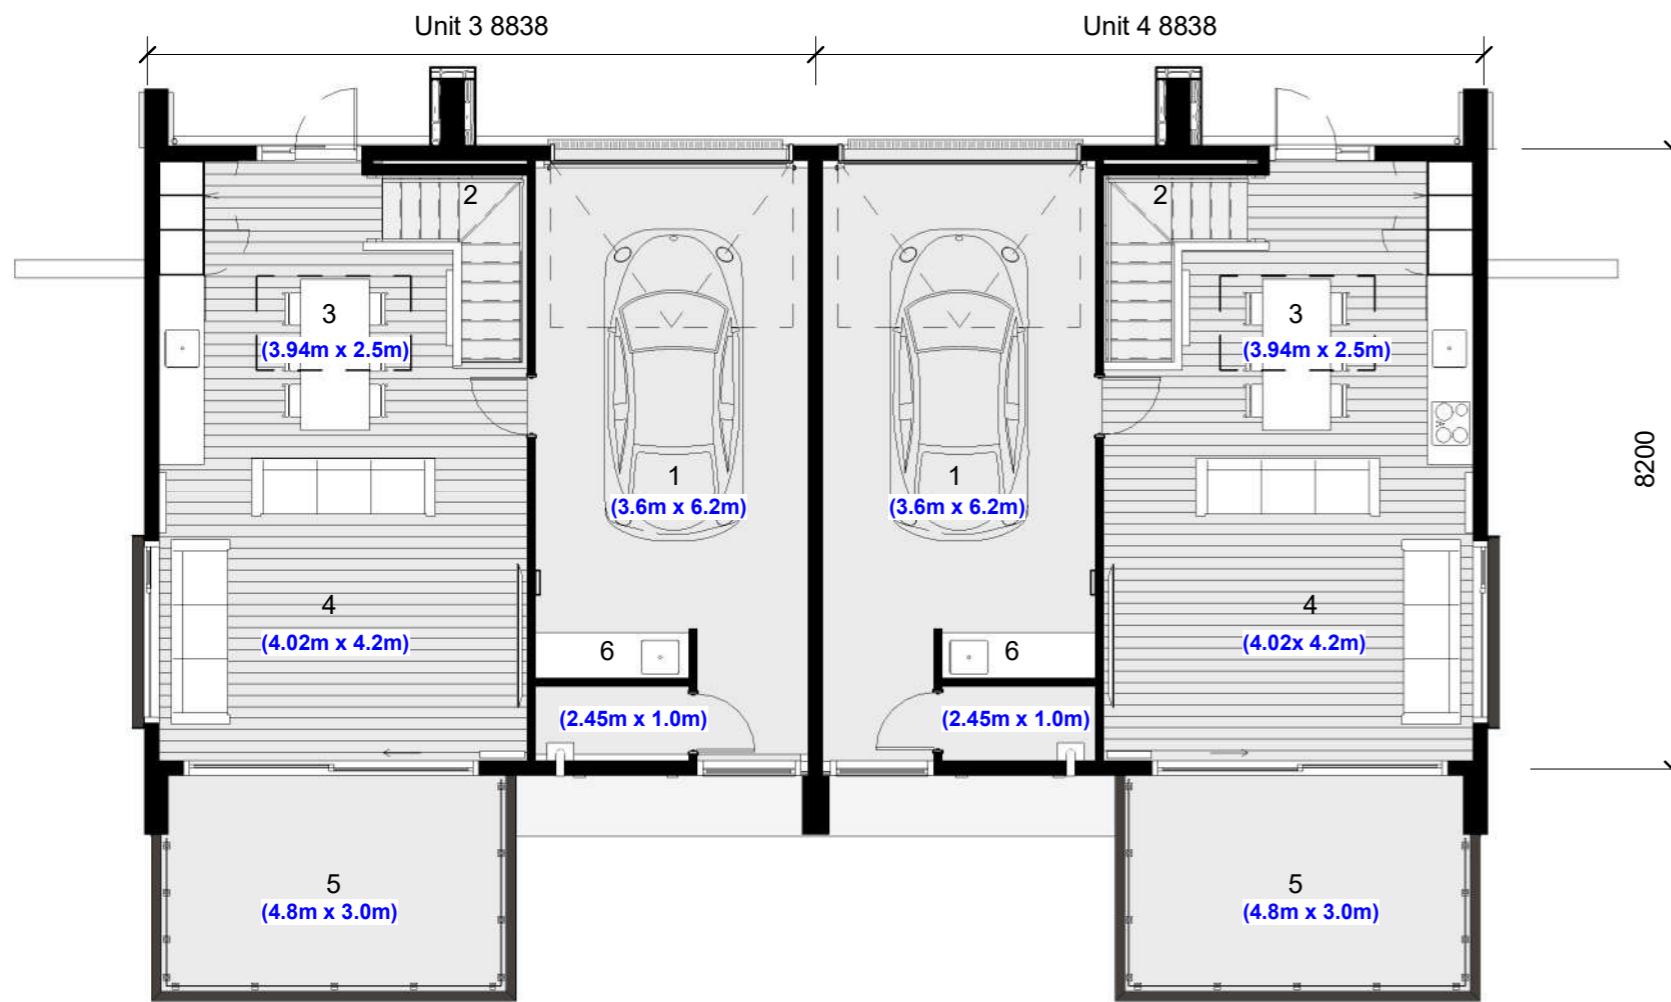 Unit 3 8838
Unit 4 8838
2
2
3
(3.94m x 2.5m)
3
(3.94m x 2.5m)
8200
1
(3.6m x 6.2m)
1
(3.6m x 6.2m)
4
(4.02m x 4.2m)
4
(4.02x 4.2m)
6
6
(2.45m x 1.0m)
(2.45m x 1.0m)
5
(4.8m x 3.0m)
5
(4.8m x 3.0m)